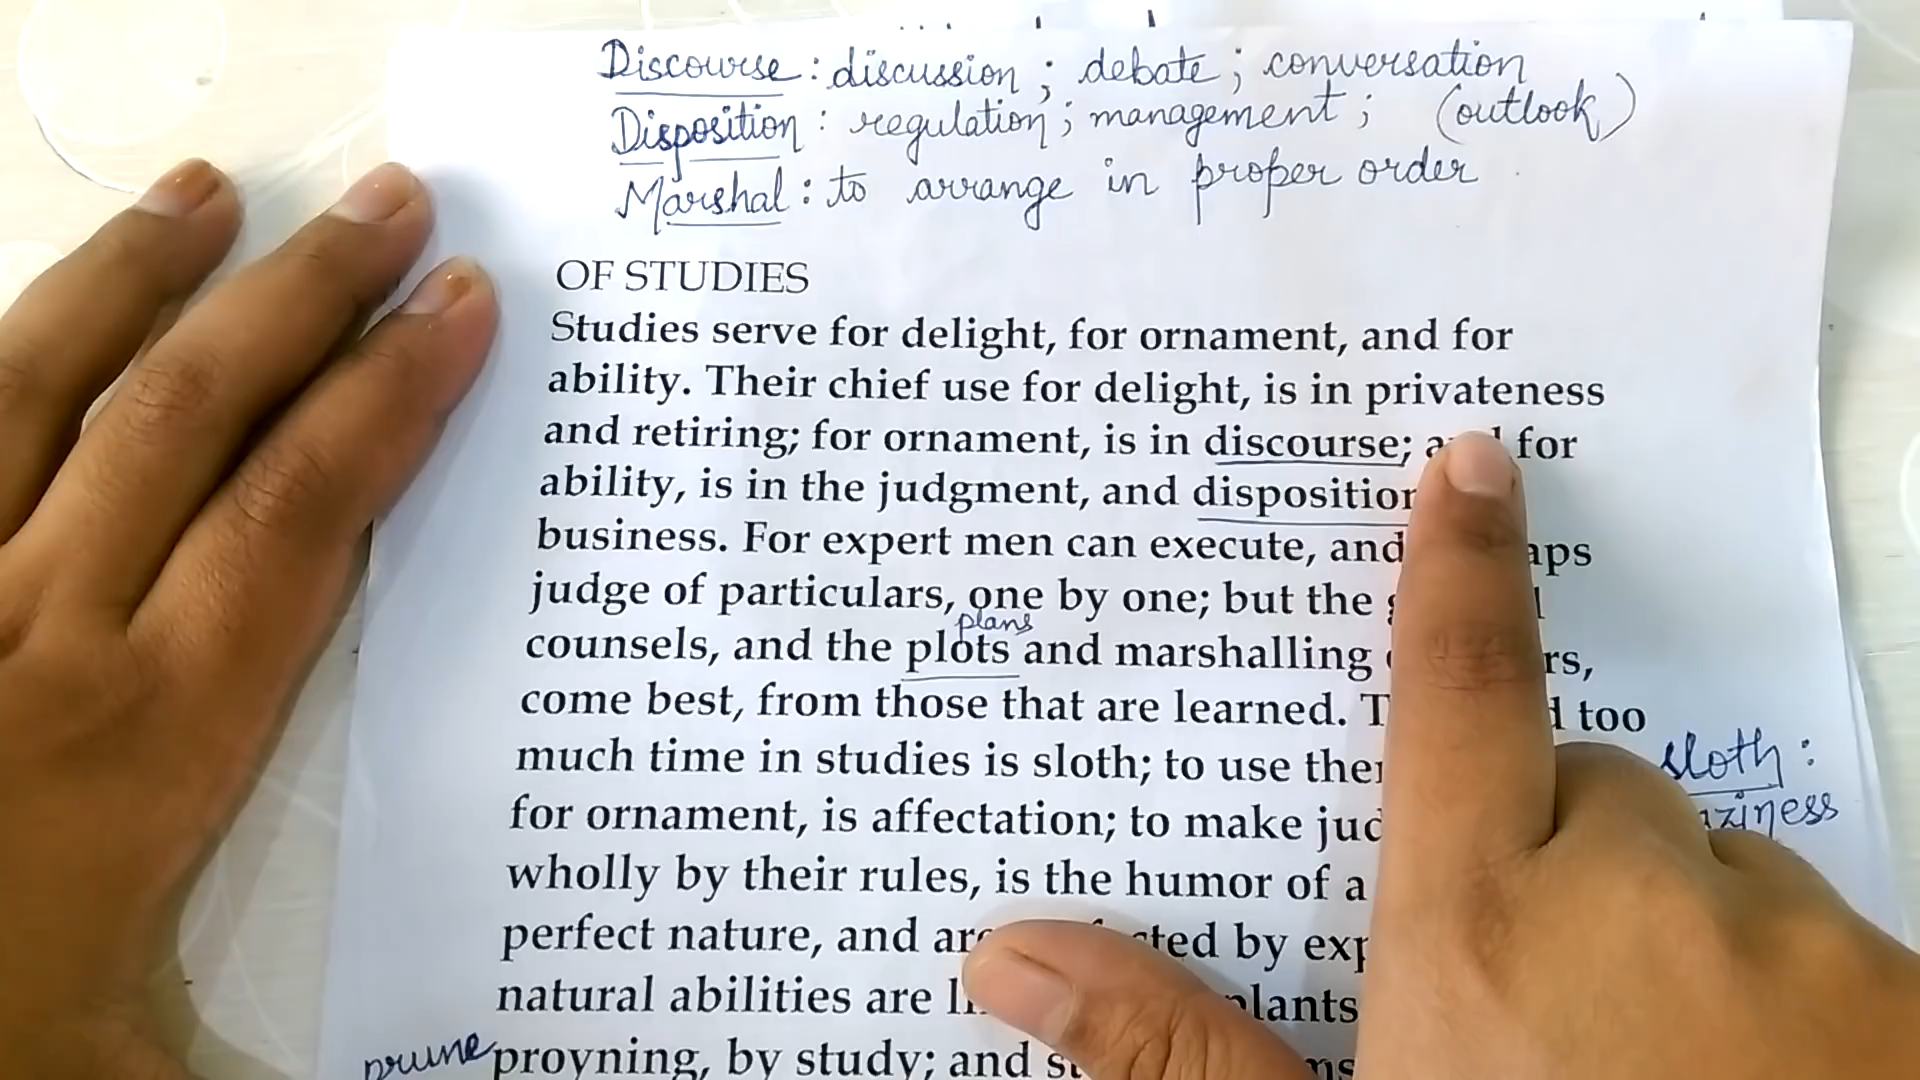 Discourse : discussion ; debate ; conversation
Disposition : regulation ; management ; (outlook)
Marshal : to arrange in proper order
OF STUDIES
Studies serve for delight, for ornament, and for
ability. Their chief use for delight, is in privateness
and retiring; for ornament, is in discourse; for
ability, is in the judgment, and disposition
business. For expert men can execute, and
judge of particulars, one by one; but the
plans
counsels, and the plots and marshalling
come best, from those that are learned. too
sloth :
much time in studies is sloth; to use
laziness
for ornament, is affectation; to make
wholly by their rules, is the humor of a
perfect nature, and by
natural abilities are plants
prune
proyning, by study; and